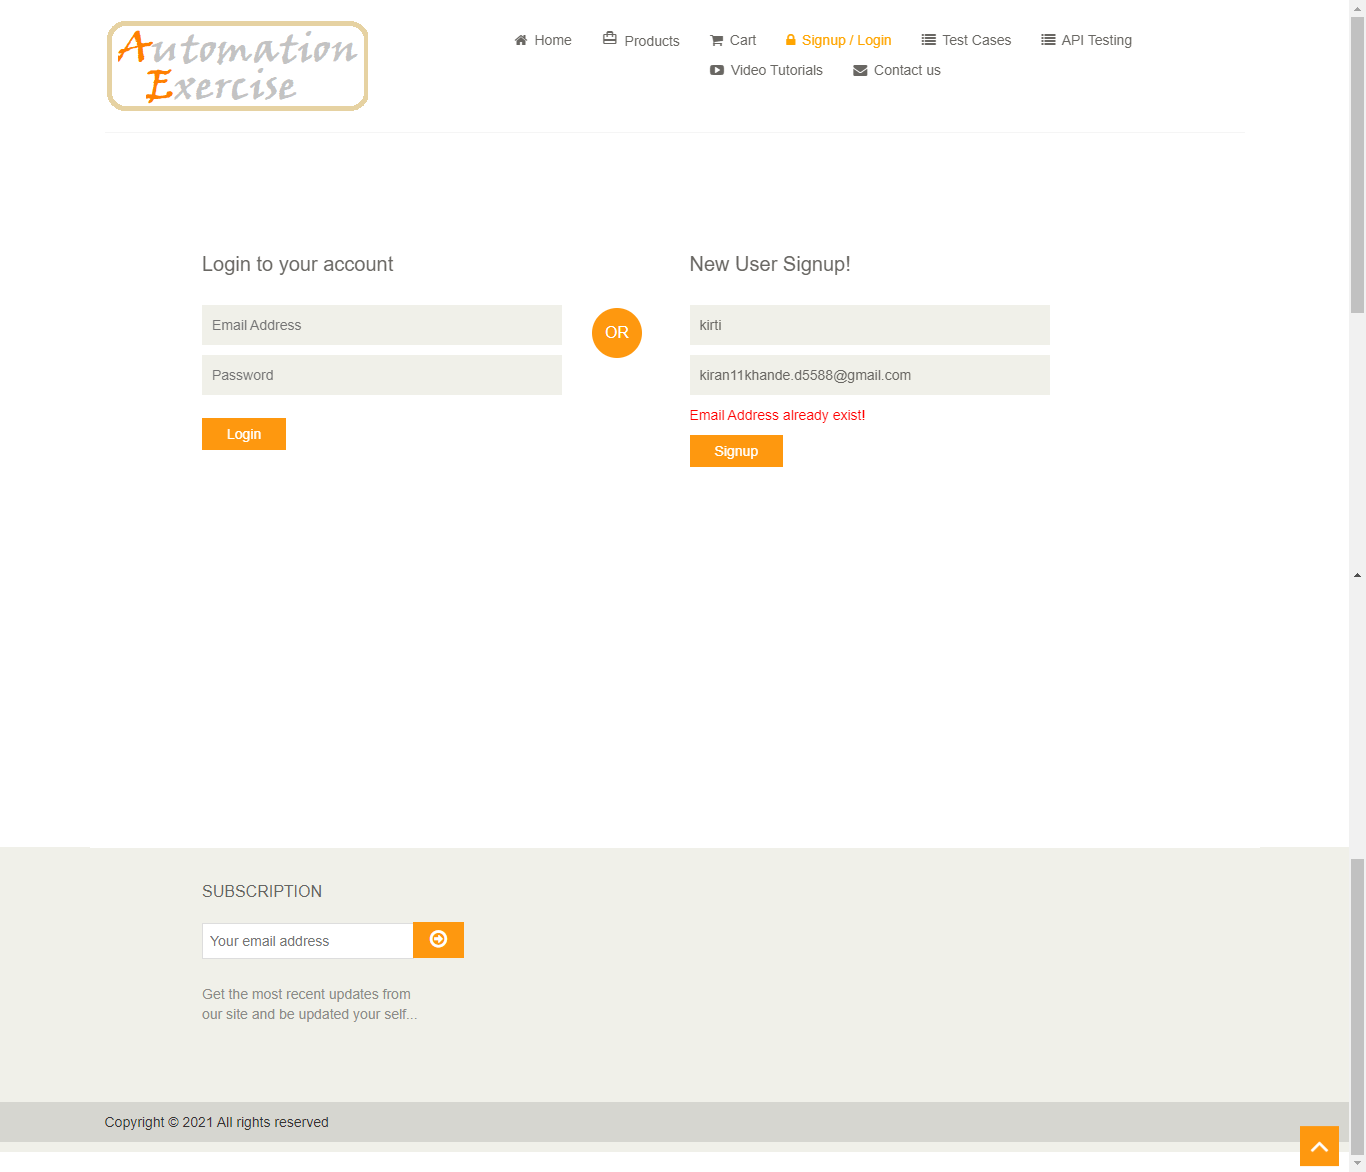 Automation
Exercise
Home
Products
Cart
Signup / Login
Test Cases
API Testing
Video Tutorials
Contact us
Login to your account
Email Address
Password
Login
OR
New User Signup!
kirti
kiran11khande.d5588@gmail.com
Email Address already exist!
Signup
SUBSCRIPTION
Your email address
Get the most recent updates from
our site and be updated your self...
Copyright © 2021 All rights reserved